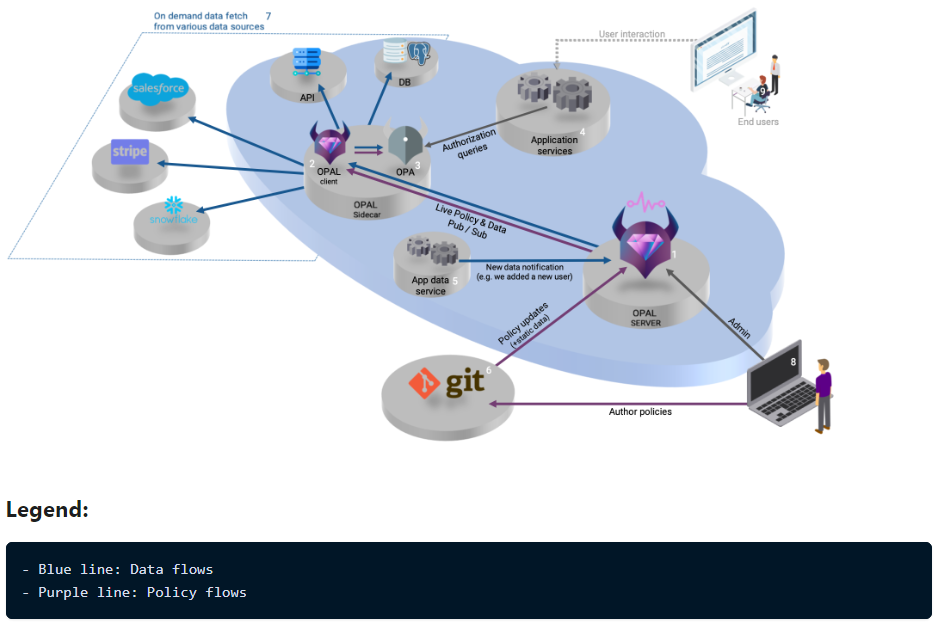 On demand data fetch 7
from various data sources
User interaction
salesforce
API
DB
9
End users
stripe
4
Application
services
Authorization
queries
2
OPAL
client
3
OPA
OPAL
Sidecar
snowflake
Live Policy & Data
Pub / Sub
1
App data
service 5
New data notification
(e.g. we added a new user)
OPAL
SERVER
Policy updates
(+static data)
Admin
6
git
8
Author policies
Legend:
- Blue line: Data flows
- Purple line: Policy flows